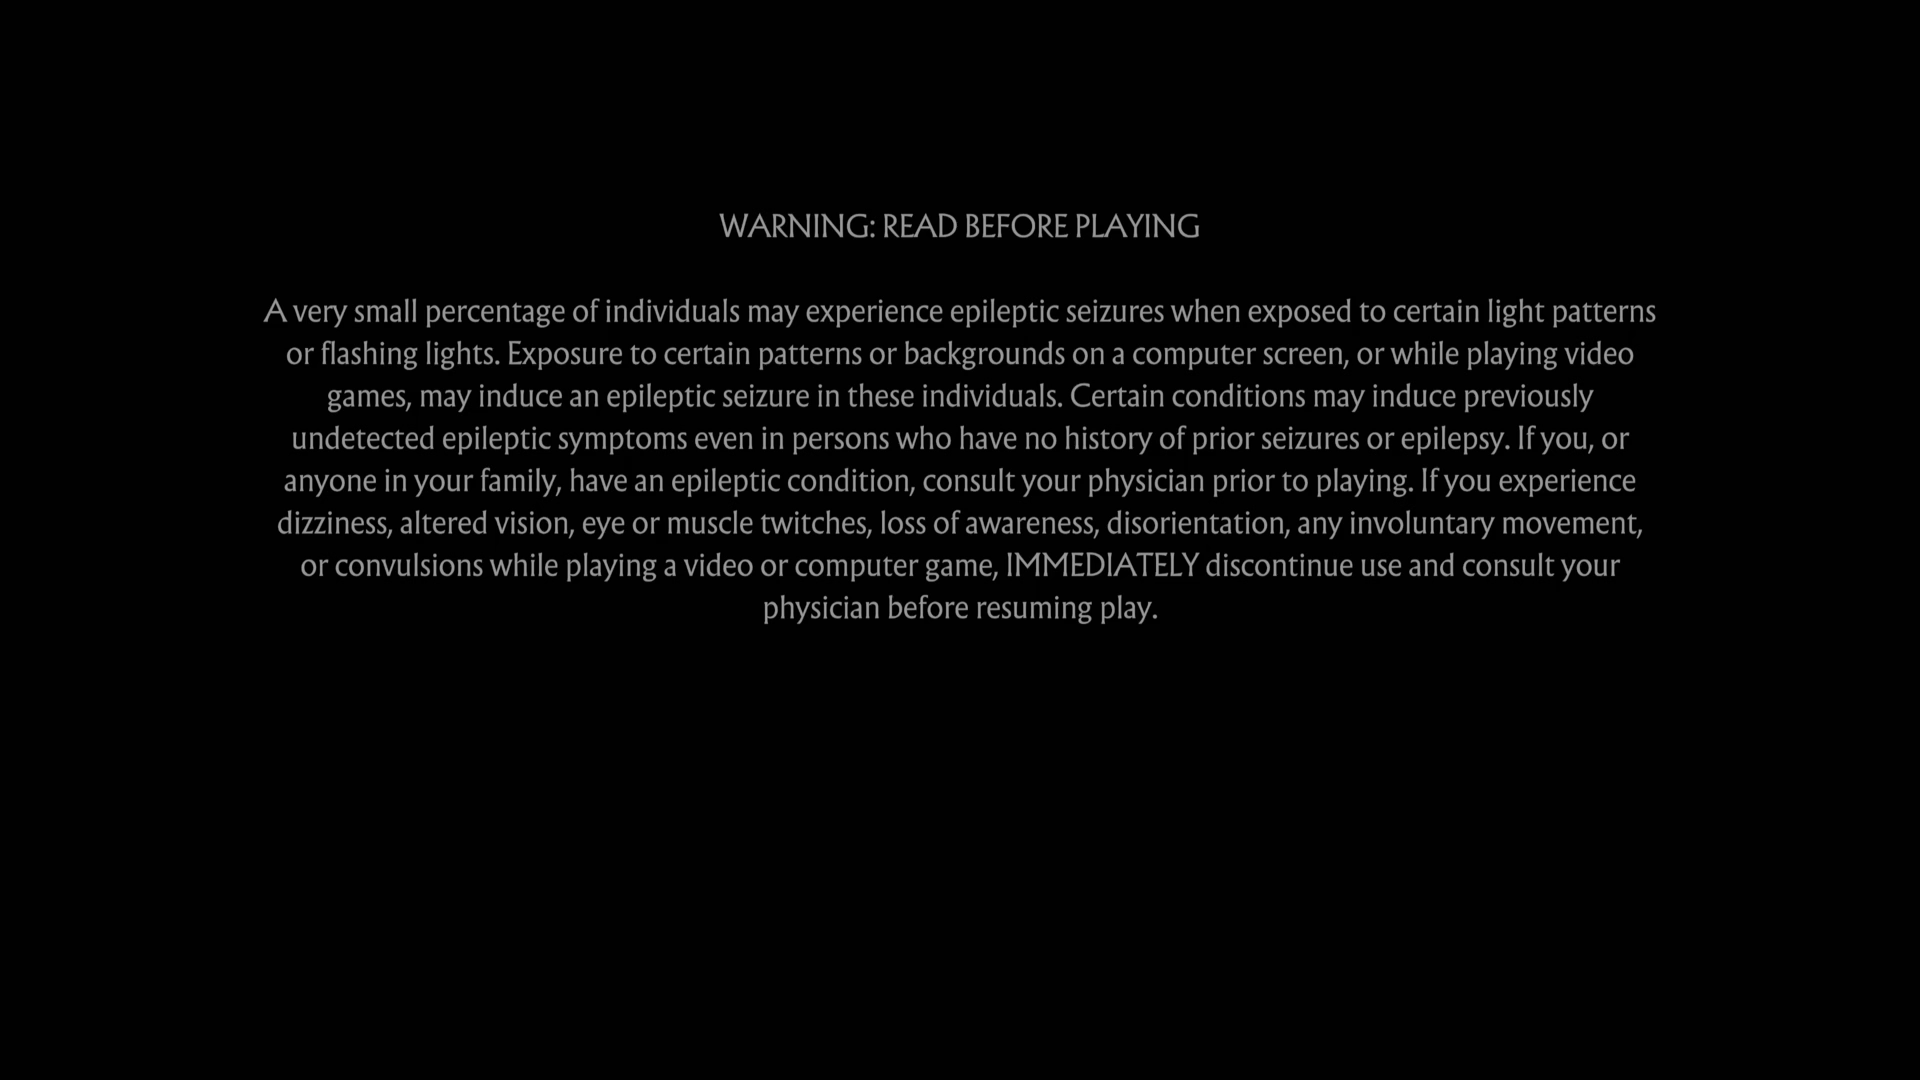 WARNING: READ BEFORE PLAYING
A very small percentage of individuals may experience epileptic seizures when exposed to certain light patterns
or flashing lights. Exposure to certain patterns or backgrounds on a computer screen, or while playing video
games, may induce an epileptic seizure in these individuals. Certain conditions may induce previously
undetected epileptic symptoms even in persons who have no history of prior seizures or epilepsy. If you, or
anyone in your family, have an epileptic condition, consult your physician prior to playing. If you experience
dizziness, altered vision, eye or muscle twitches, loss of awareness, disorientation, any involuntary movement,
or convulsions while playing a video or computer game, IMMEDIATELY discontinue use and consult your
physician before resuming play.